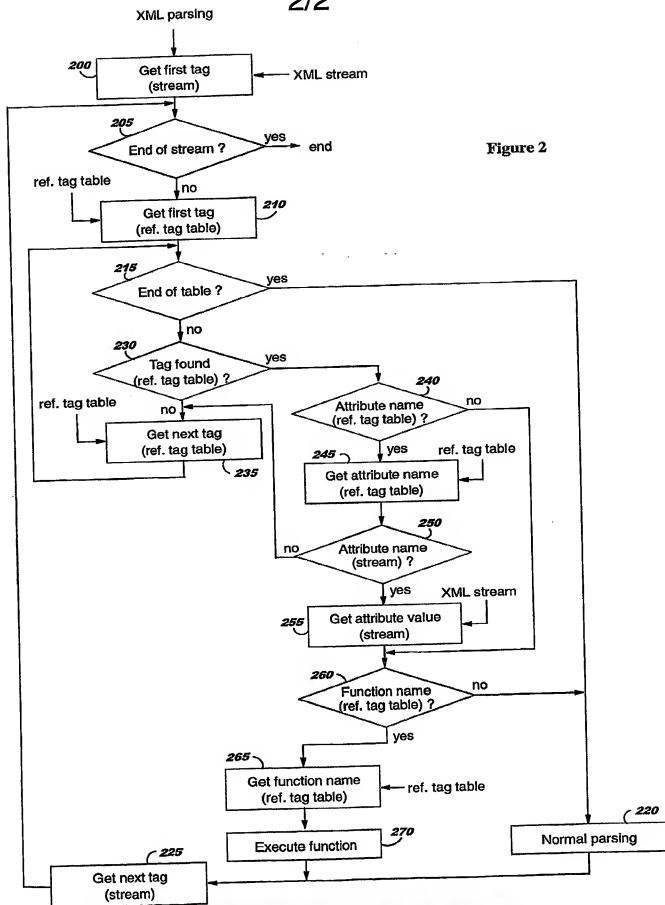 2/2
XML parsing
200
Get first tag
(stream)
XML stream
205
End of stream ?
yes
end
Figure 2
no
ref. tag table
Get first tag
(ref. tag table)
210
215
End of table ?
yes
no
230
Tag found
(ref. tag table) ?
yes
no
ref. tag table
Get next tag
(ref. tag table)
235
240
Attribute name
(ref. tag table) ?
no
yes
245
Get attribute name
(ref. tag table)
ref. tag table
250
Attribute name
(stream) ?
no
yes
XML stream
255
Get attribute value
(stream)
260
Function name
(ref. tag table) ?
no
yes
265
Get function name
(ref. tag table)
ref. tag table
270
Execute function
220
Normal parsing
225
Get next tag
(stream)